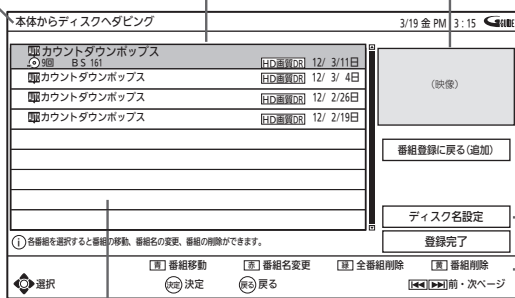 本体からディスクへダビング
3/19 金 PM 3:15 G GUIDE
カウントダウンポップス
9回 BS 161 HD画質DR 12/ 3/11日
カウントダウンポップス HD画質DR 12/ 3/ 4日
カウントダウンポップス HD画質DR 12/ 2/26日
カウントダウンポップス HD画質DR 12/ 2/19日
(映像)
番組登録に戻る(追加)
ディスク名設定
登録完了
i 各番組を選択すると番組の移動、番組名の変更、番組の削除ができます。
青 番組移動 赤 番組名変更 緑 全番組削除 黄 番組削除
選択 決定 決定 戻る 戻る 前・次ページ